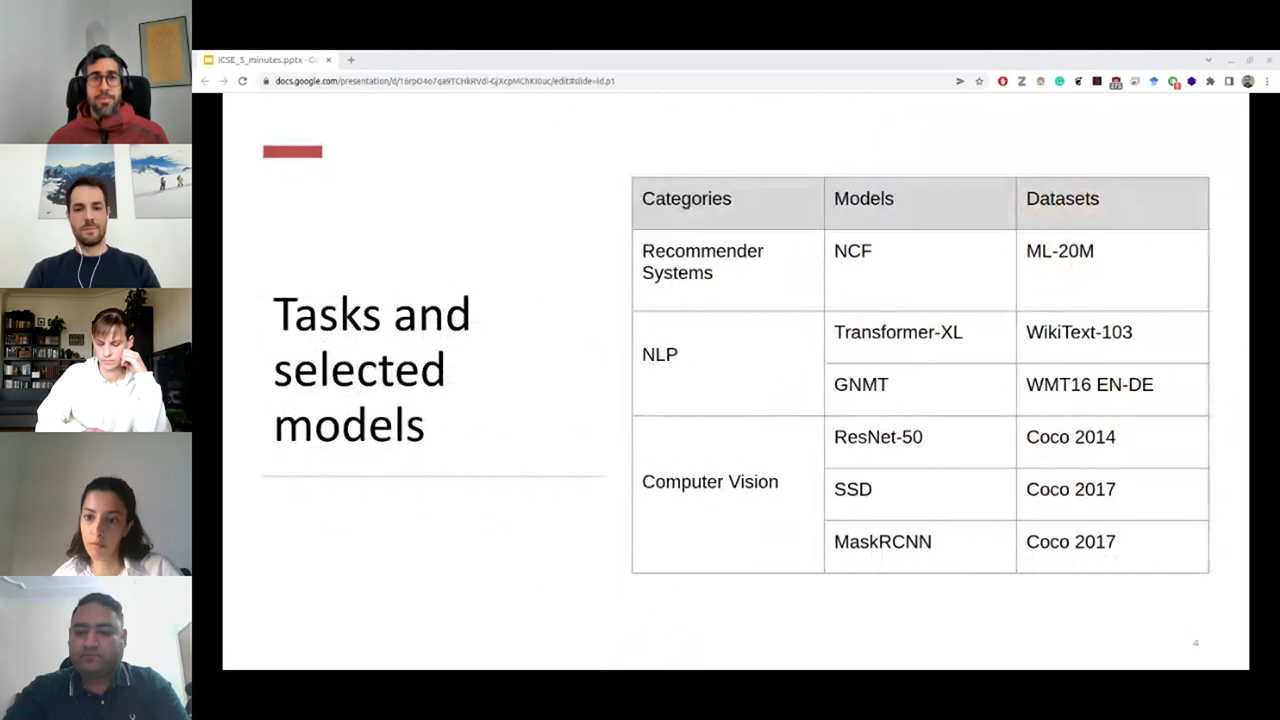 ICSE_5_minutes.pptx - G
Tasks and
selected
models
Categories Models Datasets
Recommender
Systems
NCF ML-20M
NLP
Transformer-XL WikiText-103
GNMT WMT16 EN-DE
Computer Vision
ResNet-50 Coco 2014
SSD Coco 2017
MaskRCNN Coco 2017
4